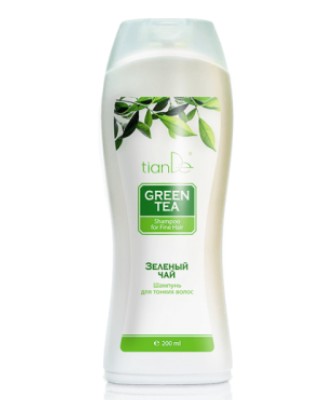 tianDe
GREEN
TEA
Shampoo
for Fine Hair
ЗЕЛЕНЫЙ
ЧАЙ
Шампунь
для тонких волос
e 200 ml